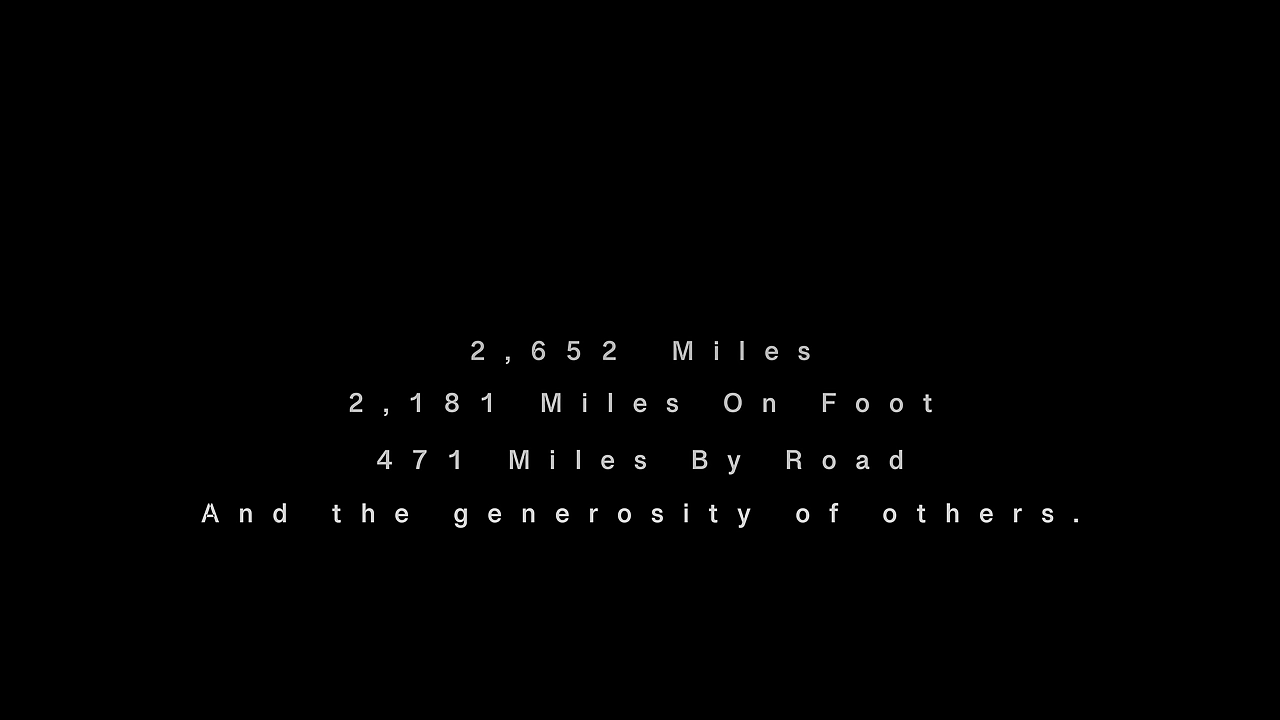 2,652 Miles
2,181 Miles On Foot
471 Miles By Road
And the generosity of others.